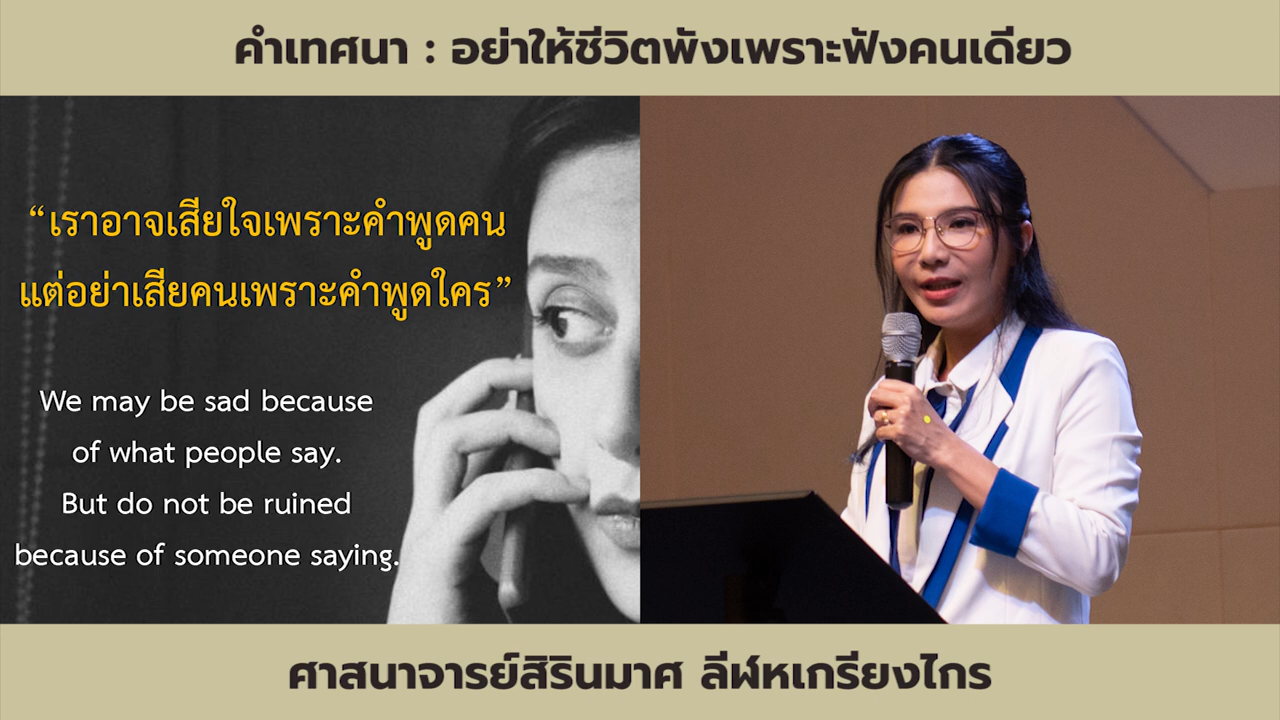 คำเทศนา : อย่าให้ชีวิตพังเพราะฟังคนเดียว
“เราอาจเสียใจเพราะคำพูดคน
แต่อย่าเสียคนเพราะคำพูดใคร”
We may be sad because
of what people say.
But do not be ruined
because of someone saying.
ศาสนาจารย์สิรินมาศ ลีฬหเกรียงไกร